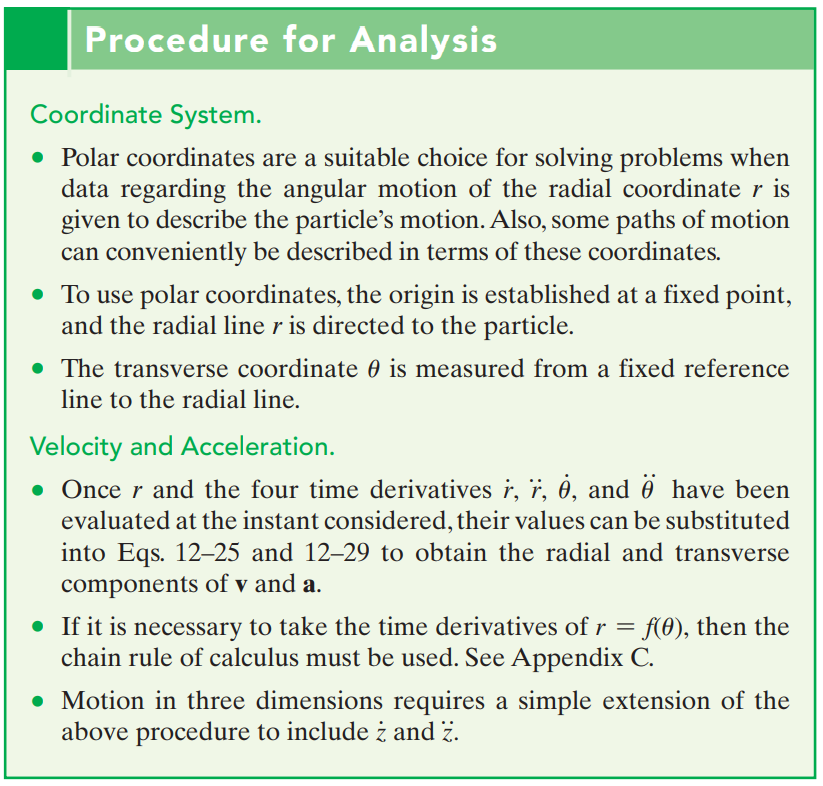 Procedure for Analysis
Coordinate System.
• Polar coordinates are a suitable choice for solving problems when
data regarding the angular motion of the radial coordinate r is
given to describe the particle’s motion. Also, some paths of motion
can conveniently be described in terms of these coordinates.
• To use polar coordinates, the origin is established at a fixed point,
and the radial line r is directed to the particle.
• The transverse coordinate θ is measured from a fixed reference
line to the radial line.
Velocity and Acceleration.
• Once r and the four time derivatives ṙ, r̈, θ̇, and θ̈ have been
evaluated at the instant considered, their values can be substituted
into Eqs. 12–25 and 12–29 to obtain the radial and transverse
components of v and a.
• If it is necessary to take the time derivatives of r = f(θ), then the
chain rule of calculus must be used. See Appendix C.
• Motion in three dimensions requires a simple extension of the
above procedure to include ż and z̈.